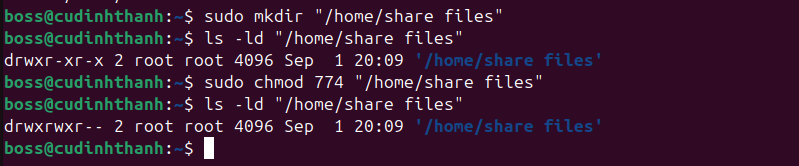 boss@cudinhthanh:~$ sudo mkdir "/home/share files"
boss@cudinhthanh:~$ ls -ld "/home/share files"
drwxr-xr-x 2 root root 4096 Sep  1 20:09 '/home/share files'
boss@cudinhthanh:~$ sudo chmod 774 "/home/share files"
boss@cudinhthanh:~$ ls -ld "/home/share files"
drwxrwxr-- 2 root root 4096 Sep  1 20:09 '/home/share files'
boss@cudinhthanh:~$